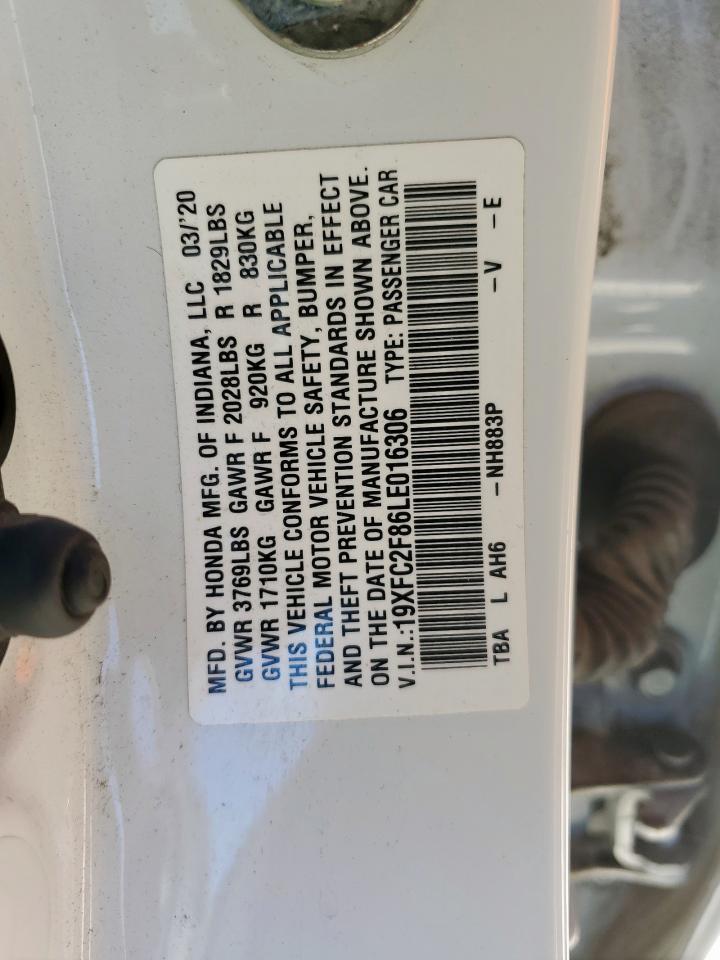 MFD. BY HONDA MFG. OF INDIANA, LLC 03/'20
GVWR 3769LBS GAWR F 2028LBS R 1829LBS
GVWR 1710KG GAWR F 920KG R 830KG
THIS VEHICLE CONFORMS TO ALL APPLICABLE
FEDERAL MOTOR VEHICLE SAFETY, BUMPER,
AND THEFT PREVENTION STANDARDS IN EFFECT
ON THE DATE OF MANUFACTURE SHOWN ABOVE.
V.I.N.:19XFC2F86LE016306 TYPE: PASSENGER CAR
TBA L AH6 -NH883P -V -E